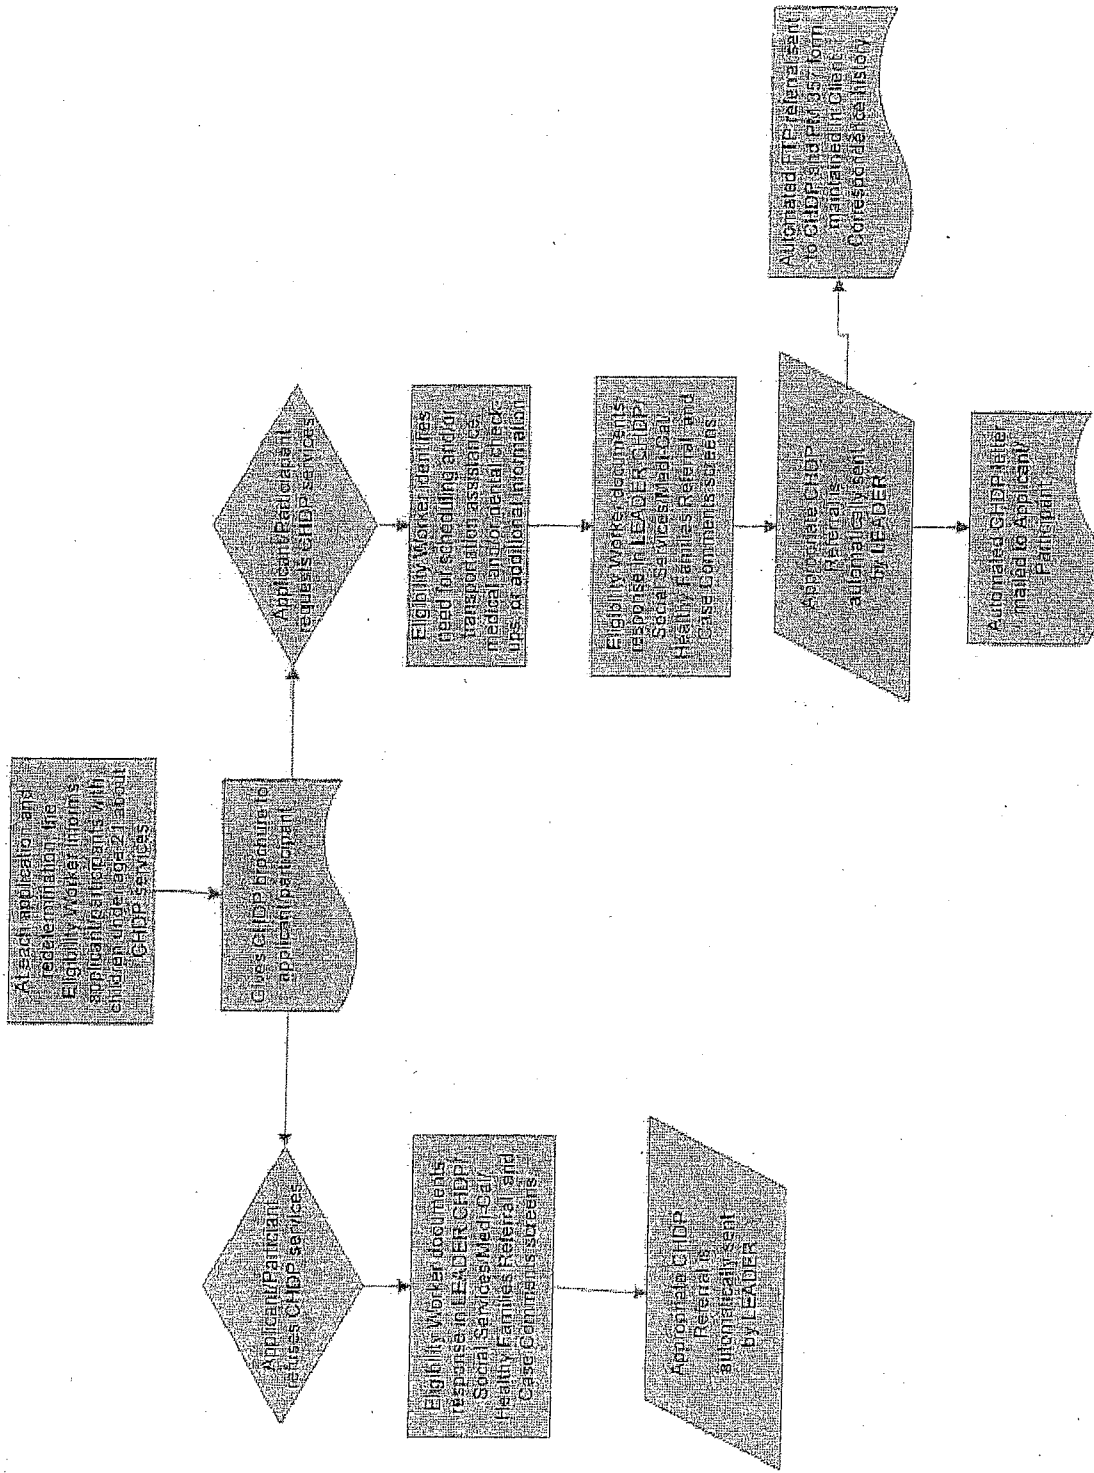 At each application and
redetermination, the
Eligibility Worker informs
applicant/participants with
children under age 21 about
CHDP services
Gives CHDP brochure to
applicant/participant
Applicant/Particiant
refuses CHDP services
Eligibility Worker documents
response in LEADER CHDP/
Social Services/Medi-Cal/
Healthy Families Referral and
Case Comments screens.
Appropriate CHDP
Referral is
automatically sent
by LEADER
Applicant/Participant
requests CHDP services
Eligibility Worker identifies
need for scheduling and/or
transportation assistance,
medical and/or dental check-
ups, or additional information
Eligibility Works documents
response in LEADER CHDP/
Social Services/Medi-Cal/
Healthy Families Referral and
Case Comments screens.
Appropriate CHDP
Referral is
automatically sent
by LEADER
Automated CHDP letter
mailed to Applicant/
Participant
Automated FTP referral sent
to CHDP and PM 357 form
maintained in Client
Correspondence history